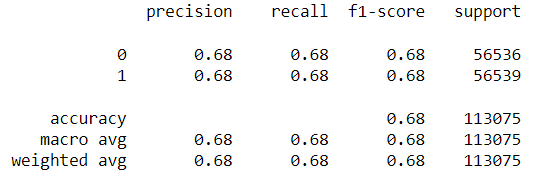 precision recall f1-score support
0 0.68 0.68 0.68 56536
1 0.68 0.68 0.68 56539
accuracy 0.68 113075
macro avg 0.68 0.68 0.68 113075
weighted avg 0.68 0.68 0.68 113075